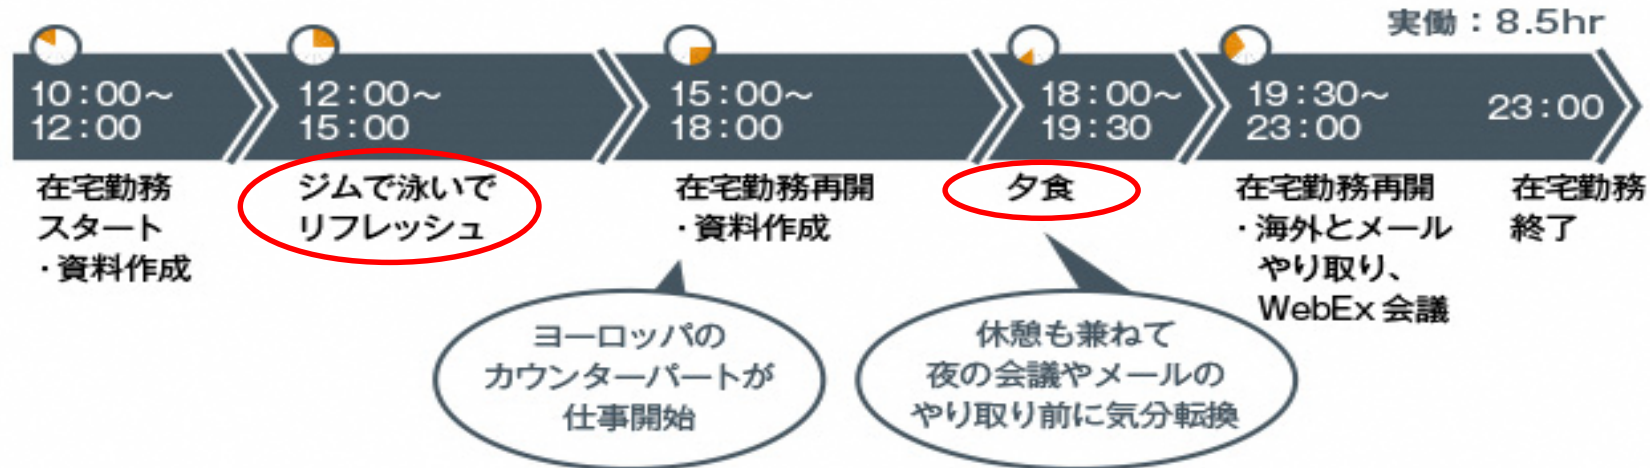 実働：8.5hr
10：00～
12：00
12：00～
15：00
15：00～
18：00
18：00～
19：30
19：30～
23：00
23：00
在宅勤務
スタート
・資料作成
ジムで泳いで
リフレッシュ
在宅勤務再開
・資料作成
夕食
在宅勤務再開
・海外とメール
やり取り、
WebEx 会議
在宅勤務
終了
ヨーロッパの
カウンターパートが
仕事開始
休憩も兼ねて
夜の会議やメールの
やり取り前に気分転換